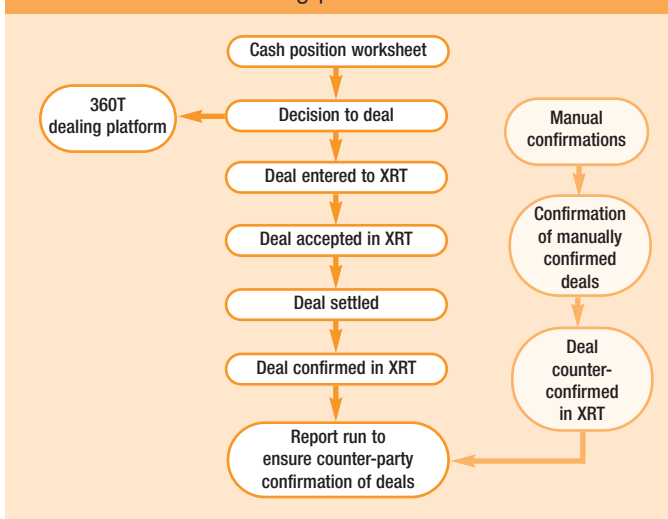 Cash position worksheet
360T
dealing platform
Decision to deal
Manual
confirmations
Deal entered to XRT
Deal accepted in XRT
Confirmation
of manually
confirmed
deals
Deal settled
Deal confirmed in XRT
Deal
counter-
confirmed
in XRT
Report run to
ensure counter-party
confirmation of deals